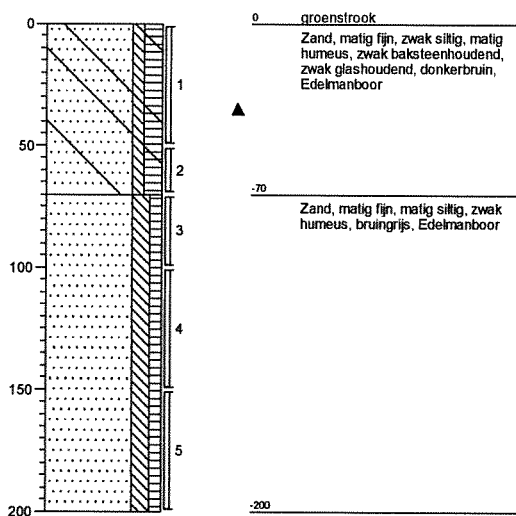 0
50
100
150
200
1
2
3
4
5
0 groenstrook
Zand, matig fijn, zwak siltig, matig
humeus, zwak baksteenhoudend,
zwak glashoudend, donkerbruin,
Edelmanboor
-70
Zand, matig fijn, matig siltig, zwak
humeus, bruingrijs, Edelmanboor
-200